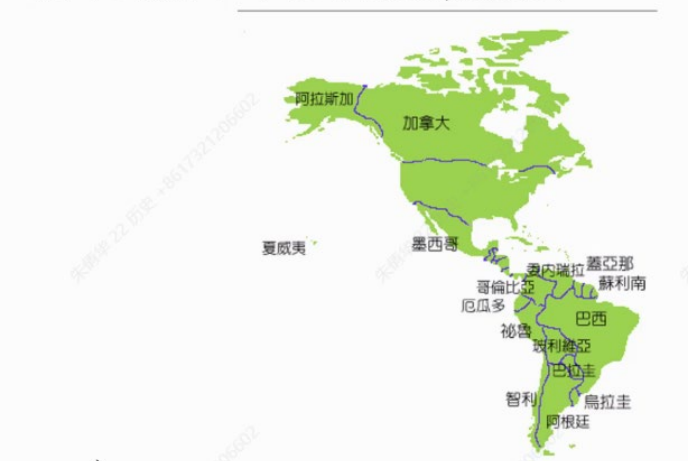 阿拉斯加
加拿大
夏威夷
墨西哥
委內瑞拉
蓋亞那
蘇利南
哥倫比亞
厄瓜多
巴西
祕魯
玻利維亞
巴拉圭
智利
烏拉圭
阿根廷